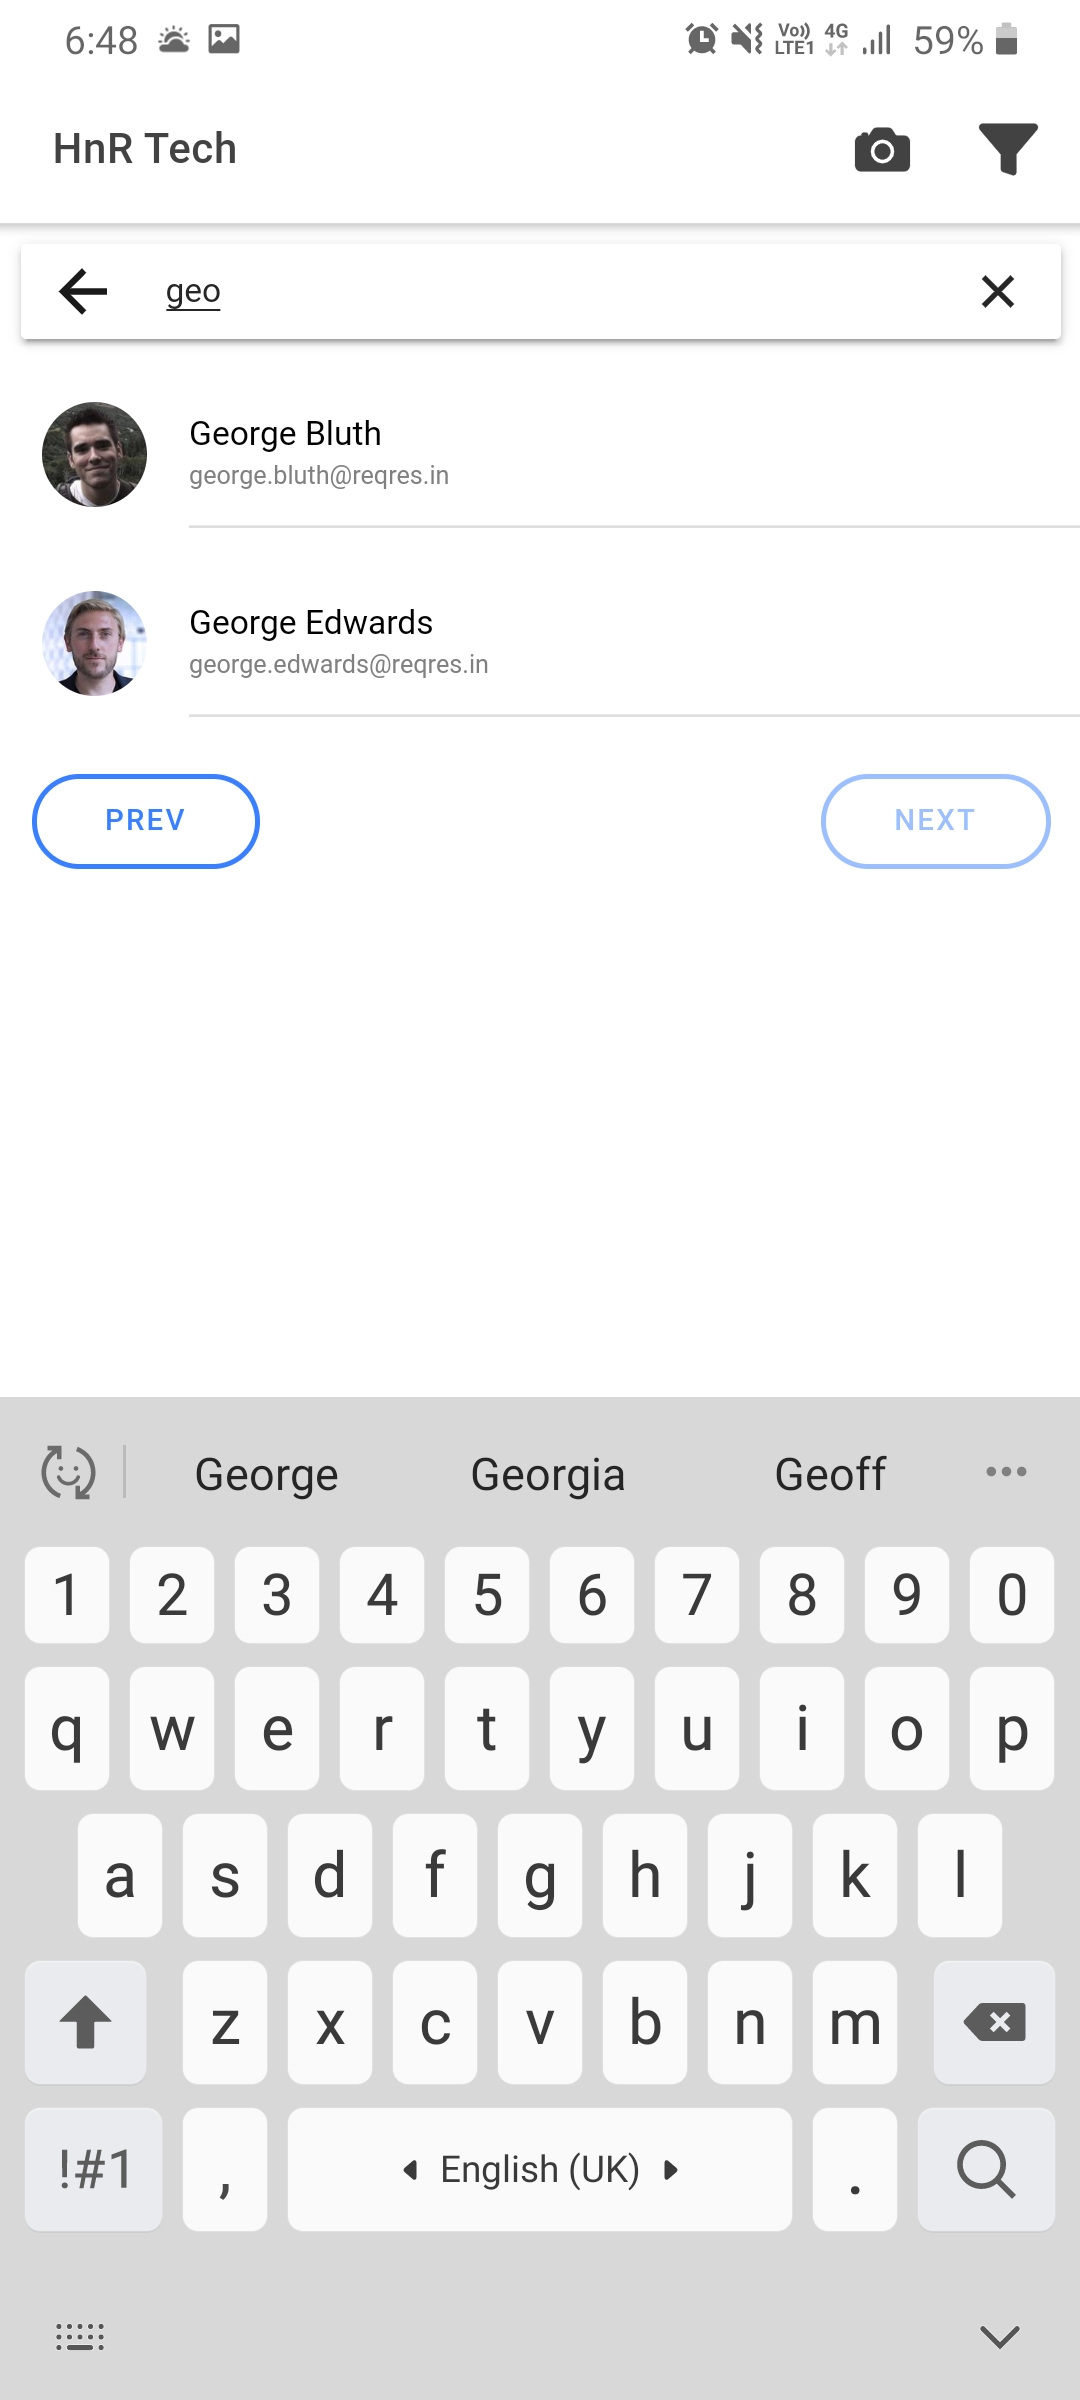 6:48 Vo)) LTE1 4G 59%
HnR Tech
geo
George Bluth
george.bluth@reqres.in
George Edwards
george.edwards@reqres.in
PREV NEXT
George Georgia Geoff
1 2 3 4 5 6 7 8 9 0
q w e r t y u i o p
a s d f g h j k l
z x c v b n m
!#1 , English (UK) .